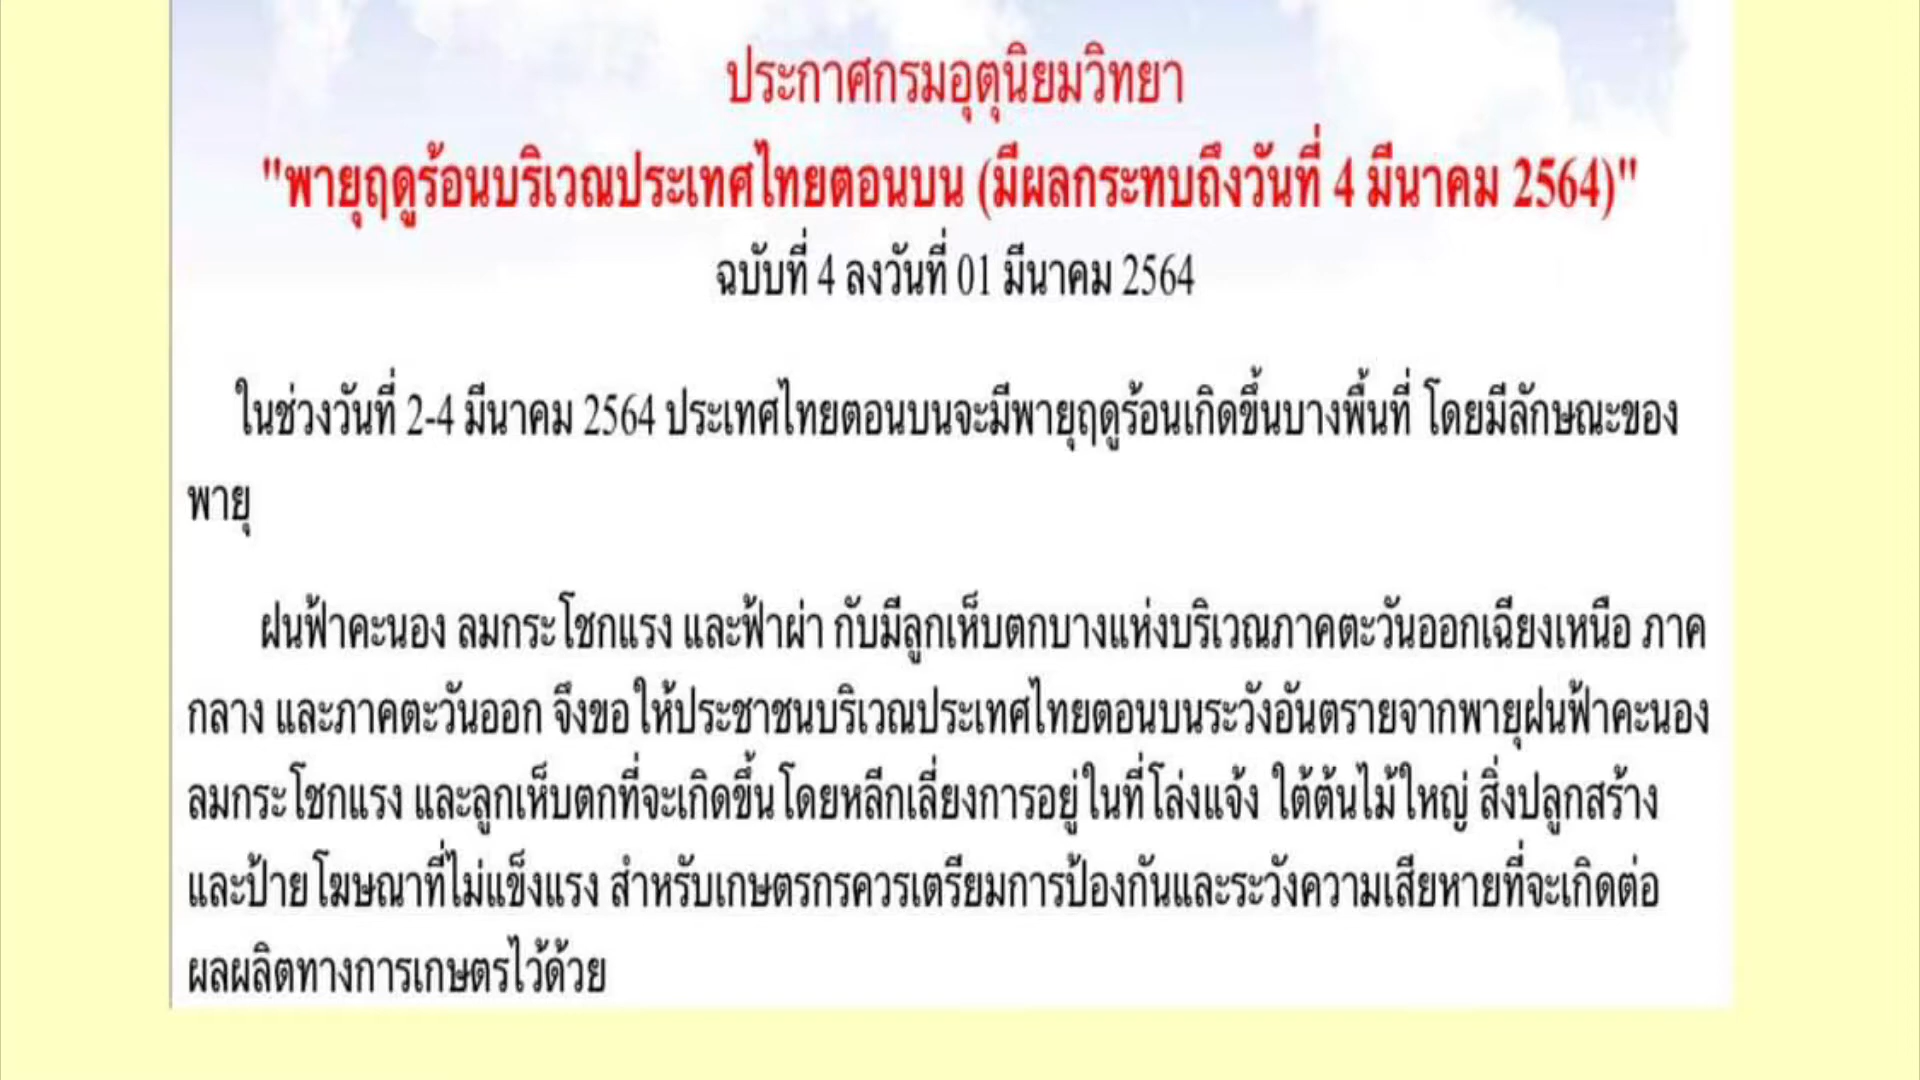 ประกาศกรมอุตุนิยมวิทยา
"พายุฤดูร้อนบริเวณประเทศไทยตอนบน (มีผลกระทบถึงวันที่ 4 มีนาคม 2564)"
ฉบับที่ 4 ลงวันที่ 01 มีนาคม 2564
ในช่วงวันที่ 2-4 มีนาคม 2564 ประเทศไทยตอนบนจะมีพายุฤดูร้อนเกิดขึ้นบางพื้นที่ โดยมีลักษณะของ
พายุ
ฝนฟ้าคะนอง ลมกระโชกแรง และฟ้าผ่า กับมีลูกเห็บตกบางแห่งบริเวณภาคตะวันออกเฉียงเหนือ ภาค
กลาง และภาคตะวันออก จึงขอให้ประชาชนบริเวณประเทศไทยตอนบนระวังอันตรายจากพายุฝนฟ้าคะนอง
ลมกระโชกแรง และลูกเห็บตกที่จะเกิดขึ้นโดยหลีกเลี่ยงการอยู่ในที่โล่งแจ้ง ใต้ต้นไม้ใหญ่ สิ่งปลูกสร้าง
และป้ายโฆษณาที่ไม่แข็งแรง สำหรับเกษตรกรควรเตรียมการป้องกันและระวังความเสียหายที่จะเกิดต่อ
ผลผลิตทางการเกษตรไว้ด้วย